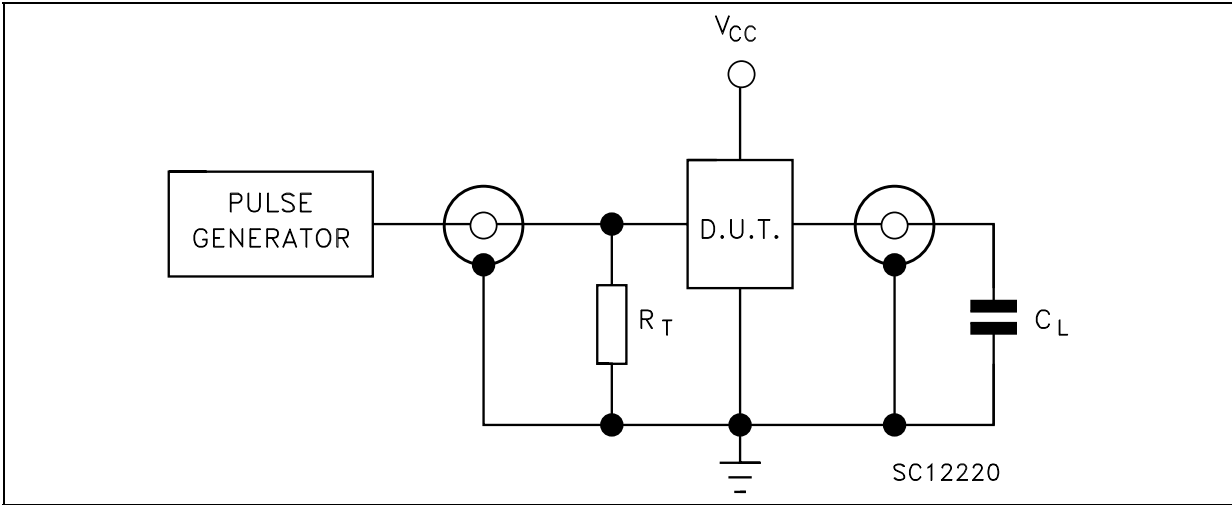 VCC
PULSE
GENERATOR
D.U.T.
RT
CL
SC12220